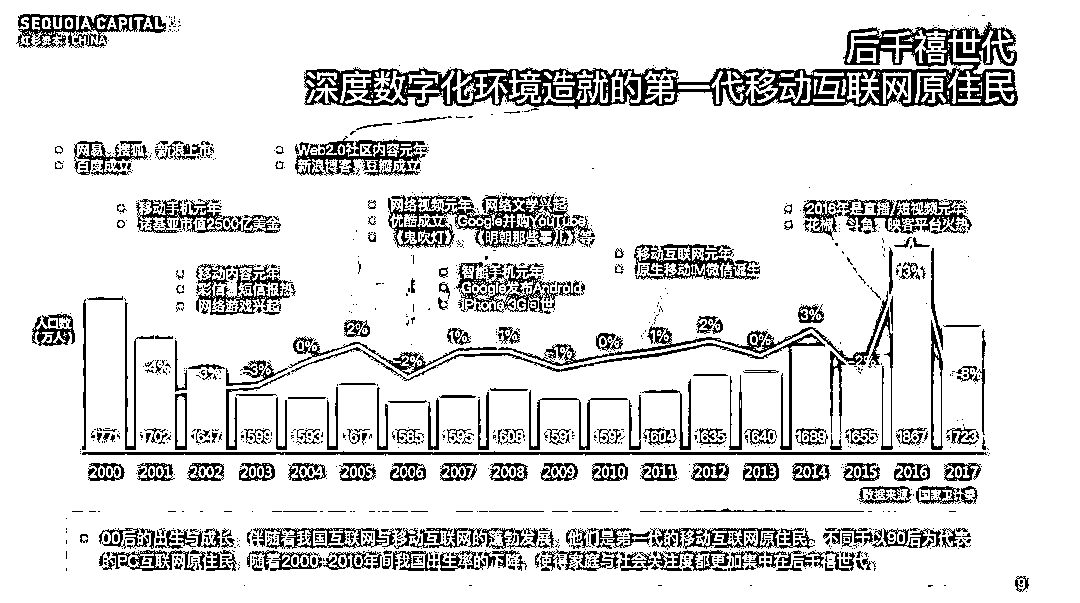 SEQUOIA CAPITAL
红杉资本 CHINA
后千禧世代
深度数字化环境造就的第一代移动互联网原住民
网易、搜狐、新浪上市
百度成立
Web2.0社区内容元年
新浪博客、豆瓣成立
移动手机元年
诺基亚市值2500亿美金
网络视频元年、网络文学兴起
优酷成立、Google并购YouTube
《鬼吹灯》、《明朝那些事儿》等
2016年是直播/短视频元年
花椒、斗鱼、映客平台火热
移动内容元年
彩信、短信报热
网络游戏兴起
智能手机元年
Google发布Android
iPhone 3G问世
移动互联网元年
原生移动IM微信诞生
人口数
(万人)
-4% -3% -3% 0% 2% -2% 1% 1% -1% 0% 1% 2% 0% 3% -2% 13% -8%
1771 1702 1647 1599 1593 1617 1585 1595 1608 1591 1592 1604 1635 1640 1689 1655 1867 1723
2000 2001 2002 2003 2004 2005 2006 2007 2008 2009 2010 2011 2012 2013 2014 2015 2016 2017
数据来源：国家卫计委
00后的出生与成长，伴随着我国互联网与移动互联网的蓬勃发展，他们是第一代的移动互联网原住民，不同于以90后为代表
的PC互联网原住民。随着2000-2010年间我国出生率的下降，使得家庭与社会关注度都更加集中在后千禧世代。
9